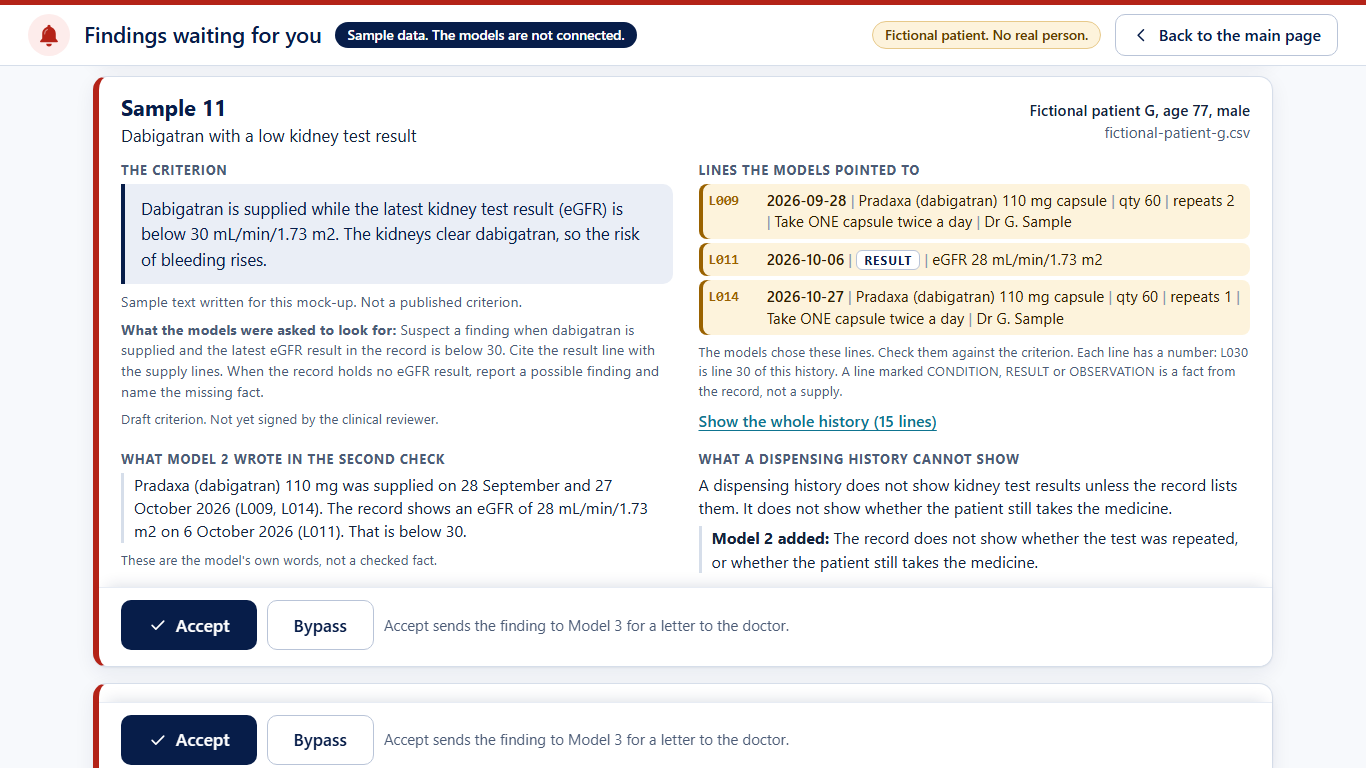 Findings waiting for you
Sample data. The models are not connected.
Fictional patient. No real person.
Back to the main page
Sample 11
Dabigatran with a low kidney test result
Fictional patient G, age 77, male
fictional-patient-g.csv
THE CRITERION
Dabigatran is supplied while the latest kidney test result (eGFR) is
below 30 mL/min/1.73 m2. The kidneys clear dabigatran, so the risk
of bleeding rises.
Sample text written for this mock-up. Not a published criterion.
What the models were asked to look for: Suspect a finding when dabigatran is
supplied and the latest eGFR result in the record is below 30. Cite the result line with
the supply lines. When the record holds no eGFR result, report a possible finding and
name the missing fact.
Draft criterion. Not yet signed by the clinical reviewer.
LINES THE MODELS POINTED TO
L009 2026-09-28 | Pradaxa (dabigatran) 110 mg capsule | qty 60 | repeats 2
| Take ONE capsule twice a day | Dr G. Sample
L011 2026-10-06 | RESULT | eGFR 28 mL/min/1.73 m2
L014 2026-10-27 | Pradaxa (dabigatran) 110 mg capsule | qty 60 | repeats 1 |
Take ONE capsule twice a day | Dr G. Sample
The models chose these lines. Check them against the criterion. Each line has a number: L030
is line 30 of this history. A line marked CONDITION, RESULT or OBSERVATION is a fact from
the record, not a supply.
Show the whole history (15 lines)
WHAT MODEL 2 WROTE IN THE SECOND CHECK
Pradaxa (dabigatran) 110 mg was supplied on 28 September and 27
October 2026 (L009, L014). The record shows an eGFR of 28 mL/min/1.73
m2 on 6 October 2026 (L011). That is below 30.
These are the model's own words, not a checked fact.
WHAT A DISPENSING HISTORY CANNOT SHOW
A dispensing history does not show kidney test results unless the record lists
them. It does not show whether the patient still takes the medicine.
Model 2 added: The record does not show whether the test was repeated,
or whether the patient still takes the medicine.
Accept
Bypass
Accept sends the finding to Model 3 for a letter to the doctor.
Accept
Bypass
Accept sends the finding to Model 3 for a letter to the doctor.